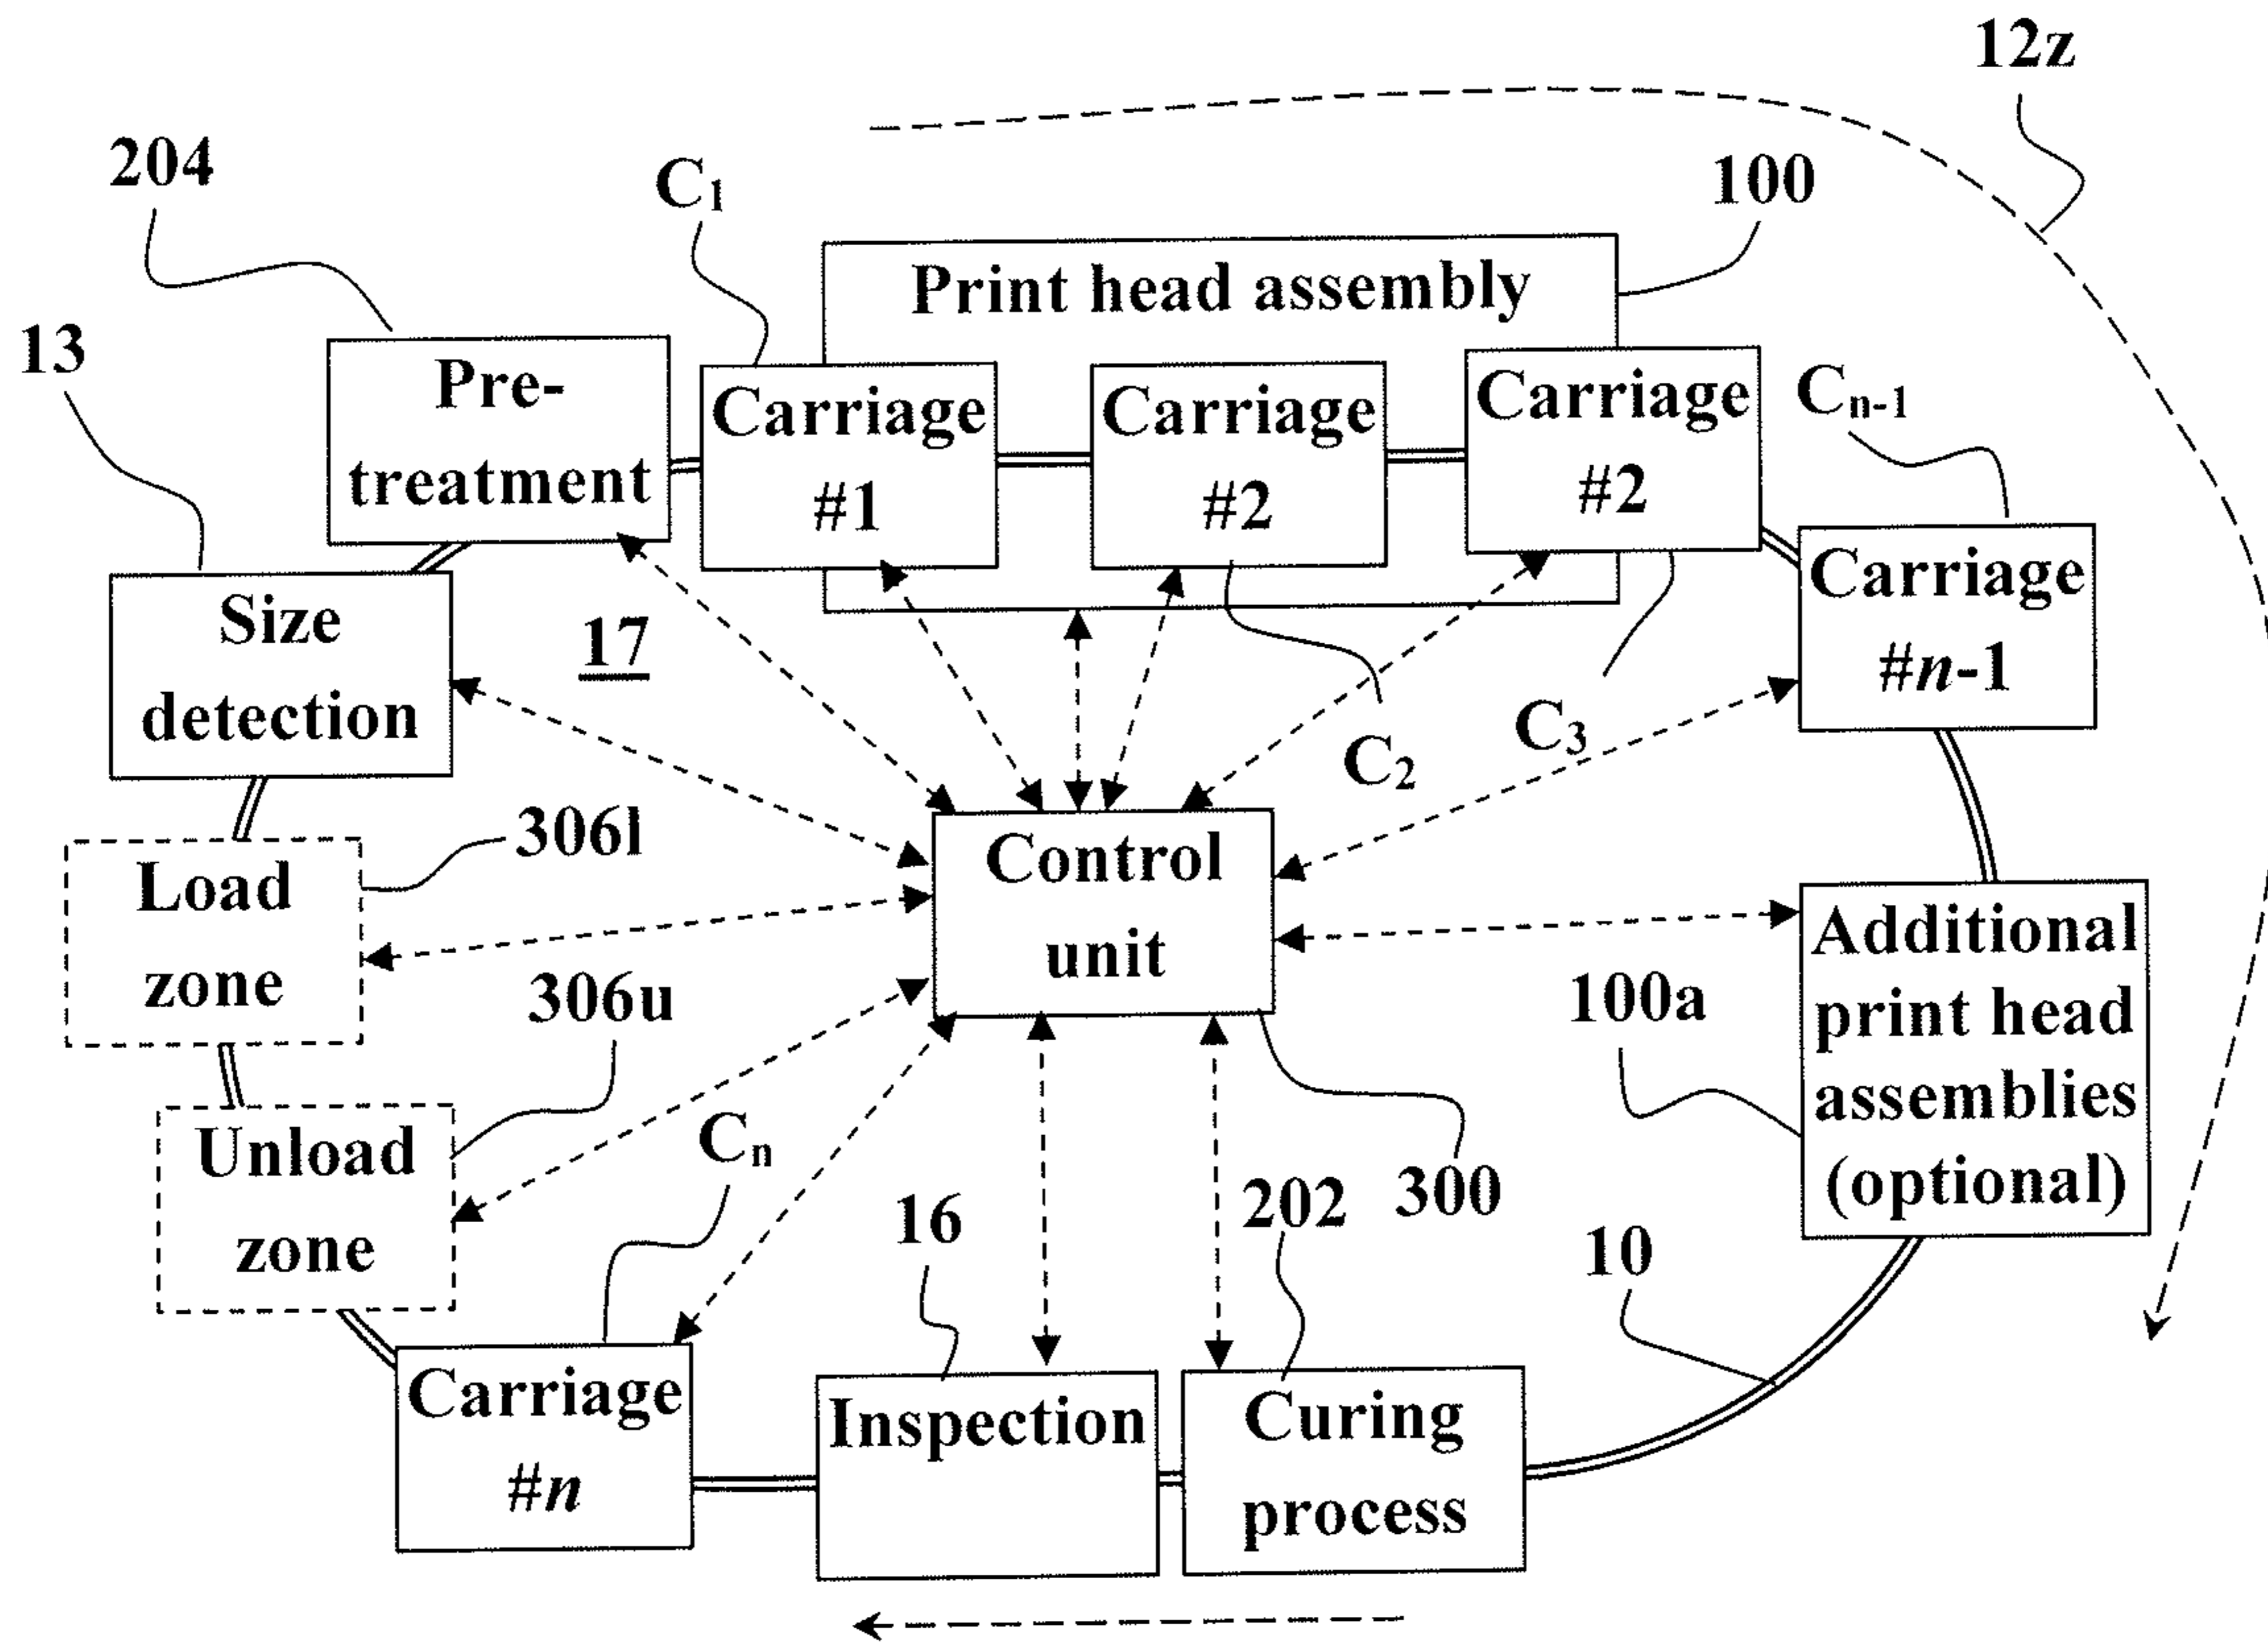 12z
204
C1
100
Print head assembly
13
Pre-
treatment
Carriage
#1
Carriage
#2
Carriage
#2
Cn-1
Carriage
#n-1
Size
detection
17
C2
C3
Load
zone
306l
Control
unit
Additional
print head
assemblies
(optional)
100a
306u
Unload
zone
Cn
300
16
202
10
Carriage
#n
Inspection
Curing
process